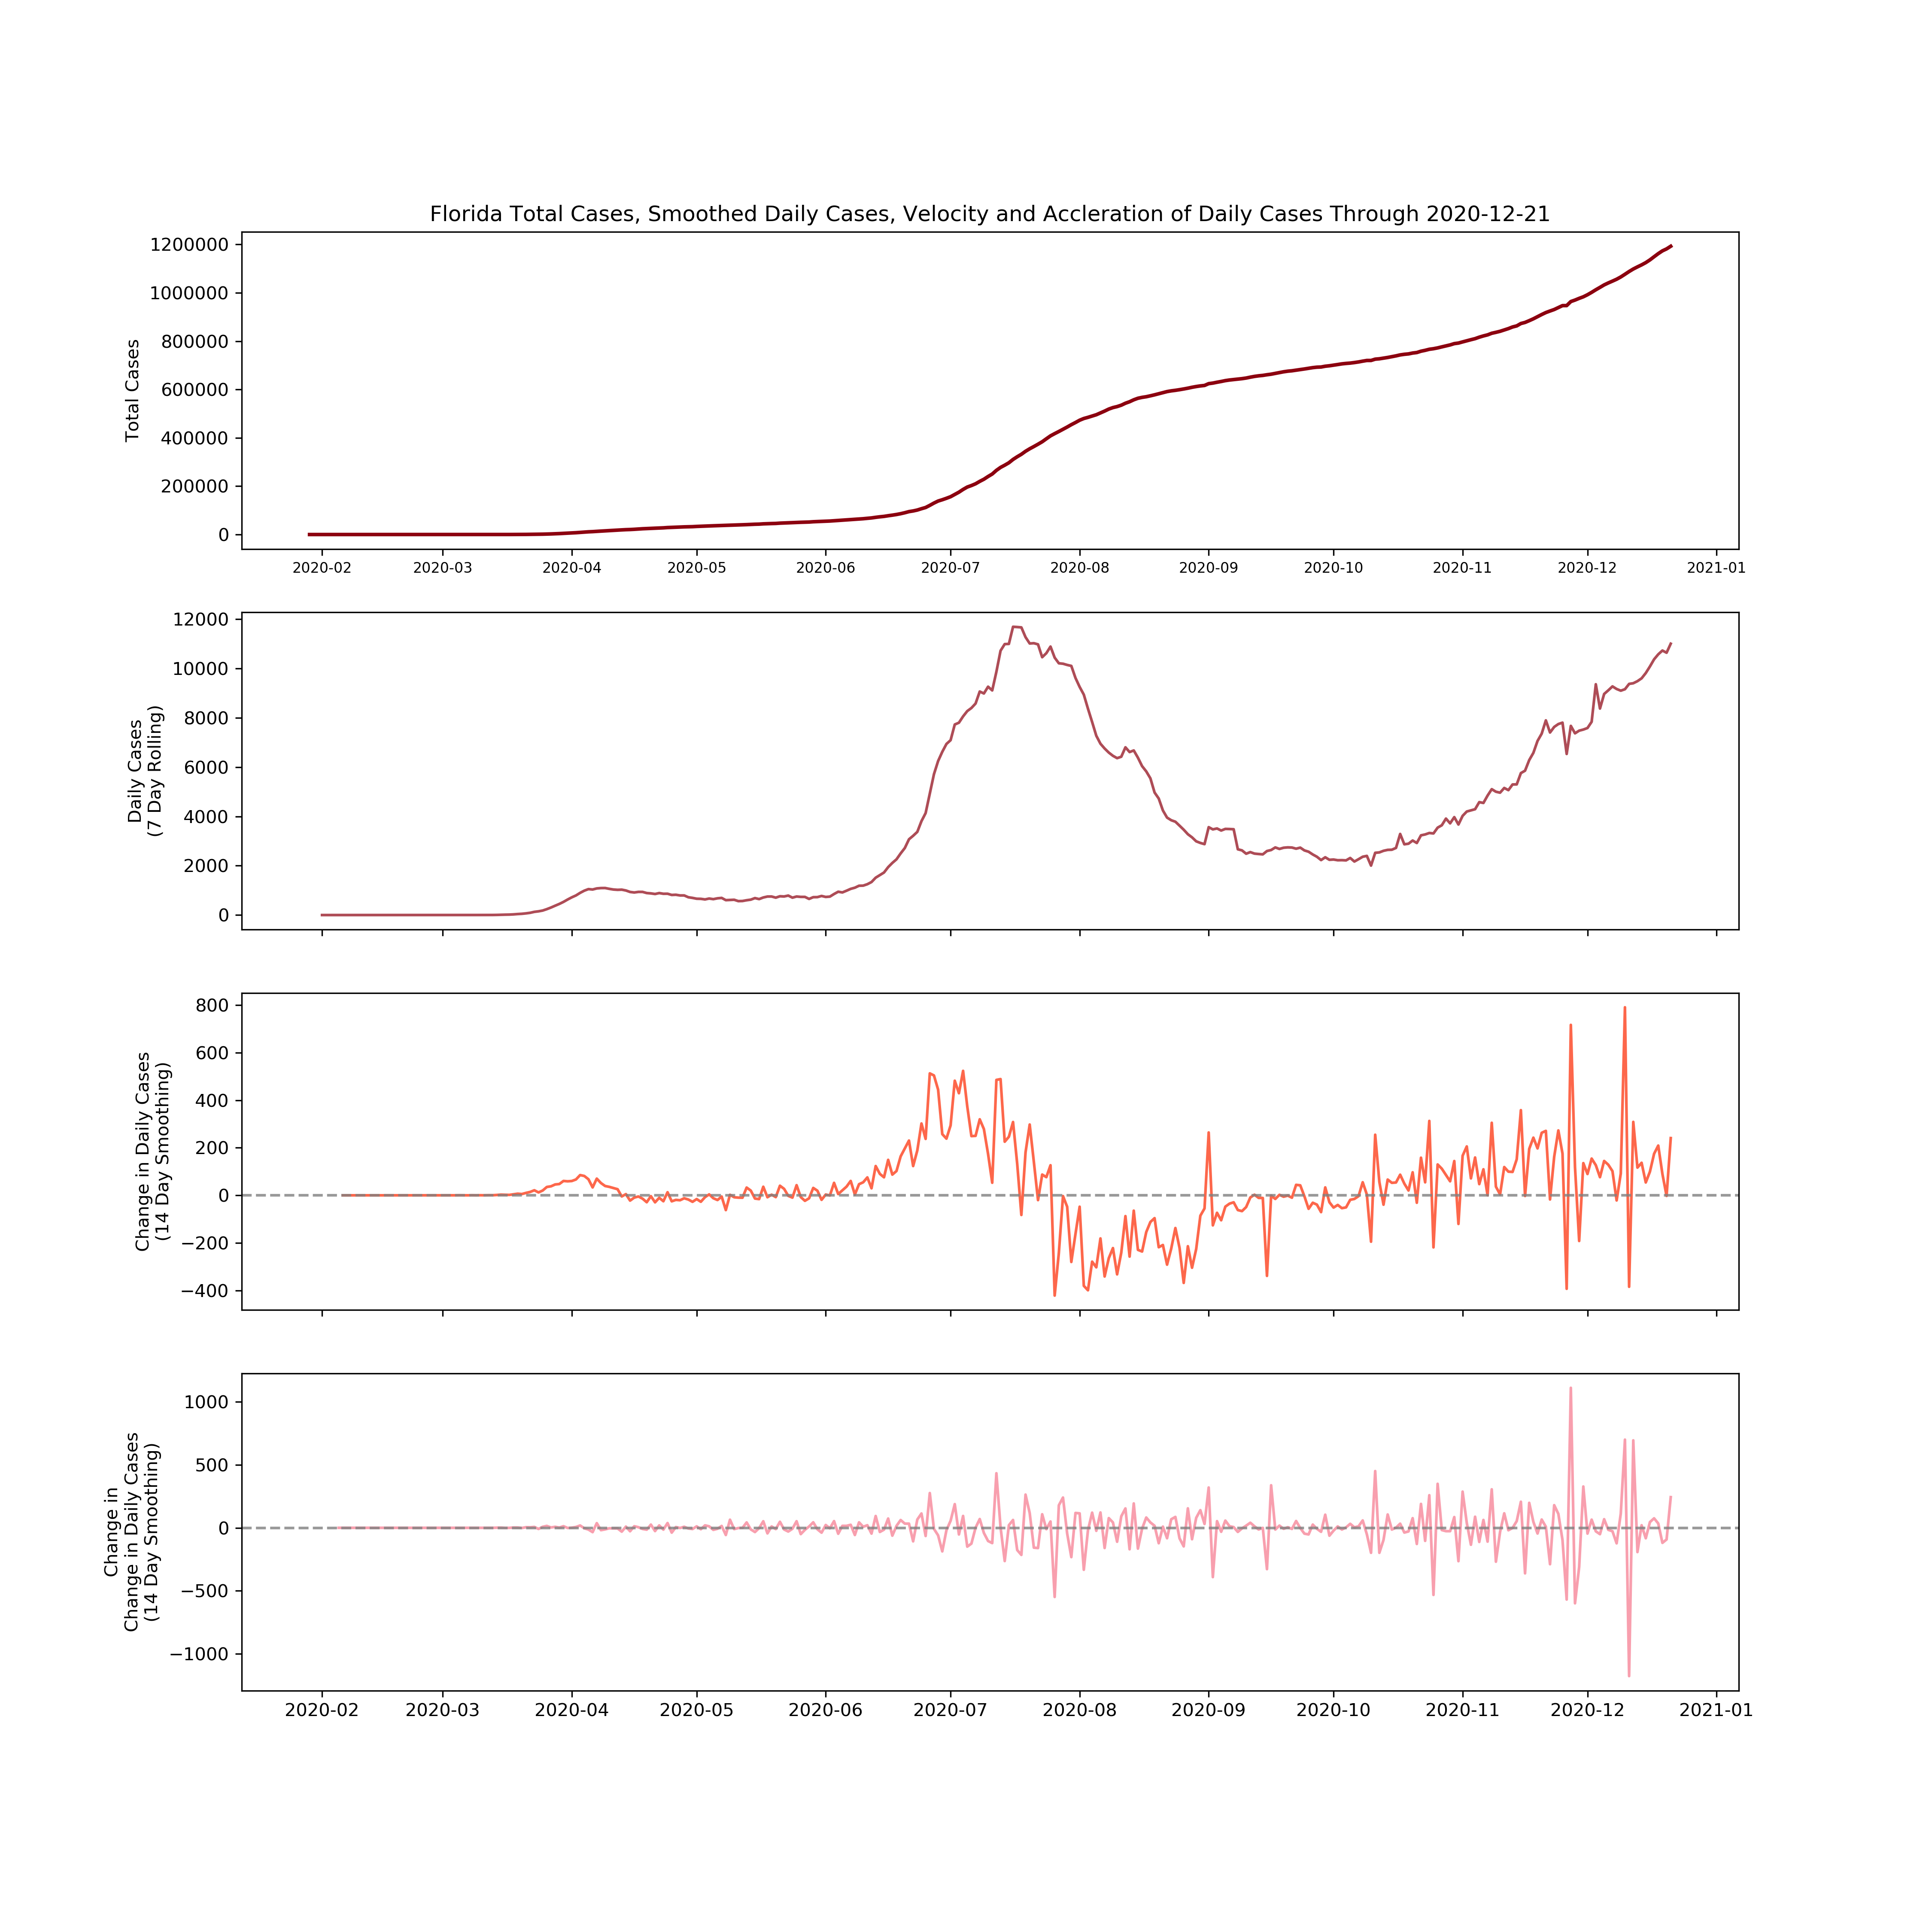 Florida Total Cases, Smoothed Daily Cases, Velocity and Accleration of Daily Cases Through 2020-12-21
Total Cases
1200000
1000000
800000
600000
400000
200000
0
2020-02 2020-03 2020-04 2020-05 2020-06 2020-07 2020-08 2020-09 2020-10 2020-11 2020-12 2021-01
Daily Cases
(7 Day Rolling)
12000
10000
8000
6000
4000
2000
0
Change in Daily Cases
(14 Day Smoothing)
800
600
400
200
0
−200
−400
Change in
Change in Daily Cases
(14 Day Smoothing)
1000
500
0
−500
−1000
2020-02 2020-03 2020-04 2020-05 2020-06 2020-07 2020-08 2020-09 2020-10 2020-11 2020-12 2021-01